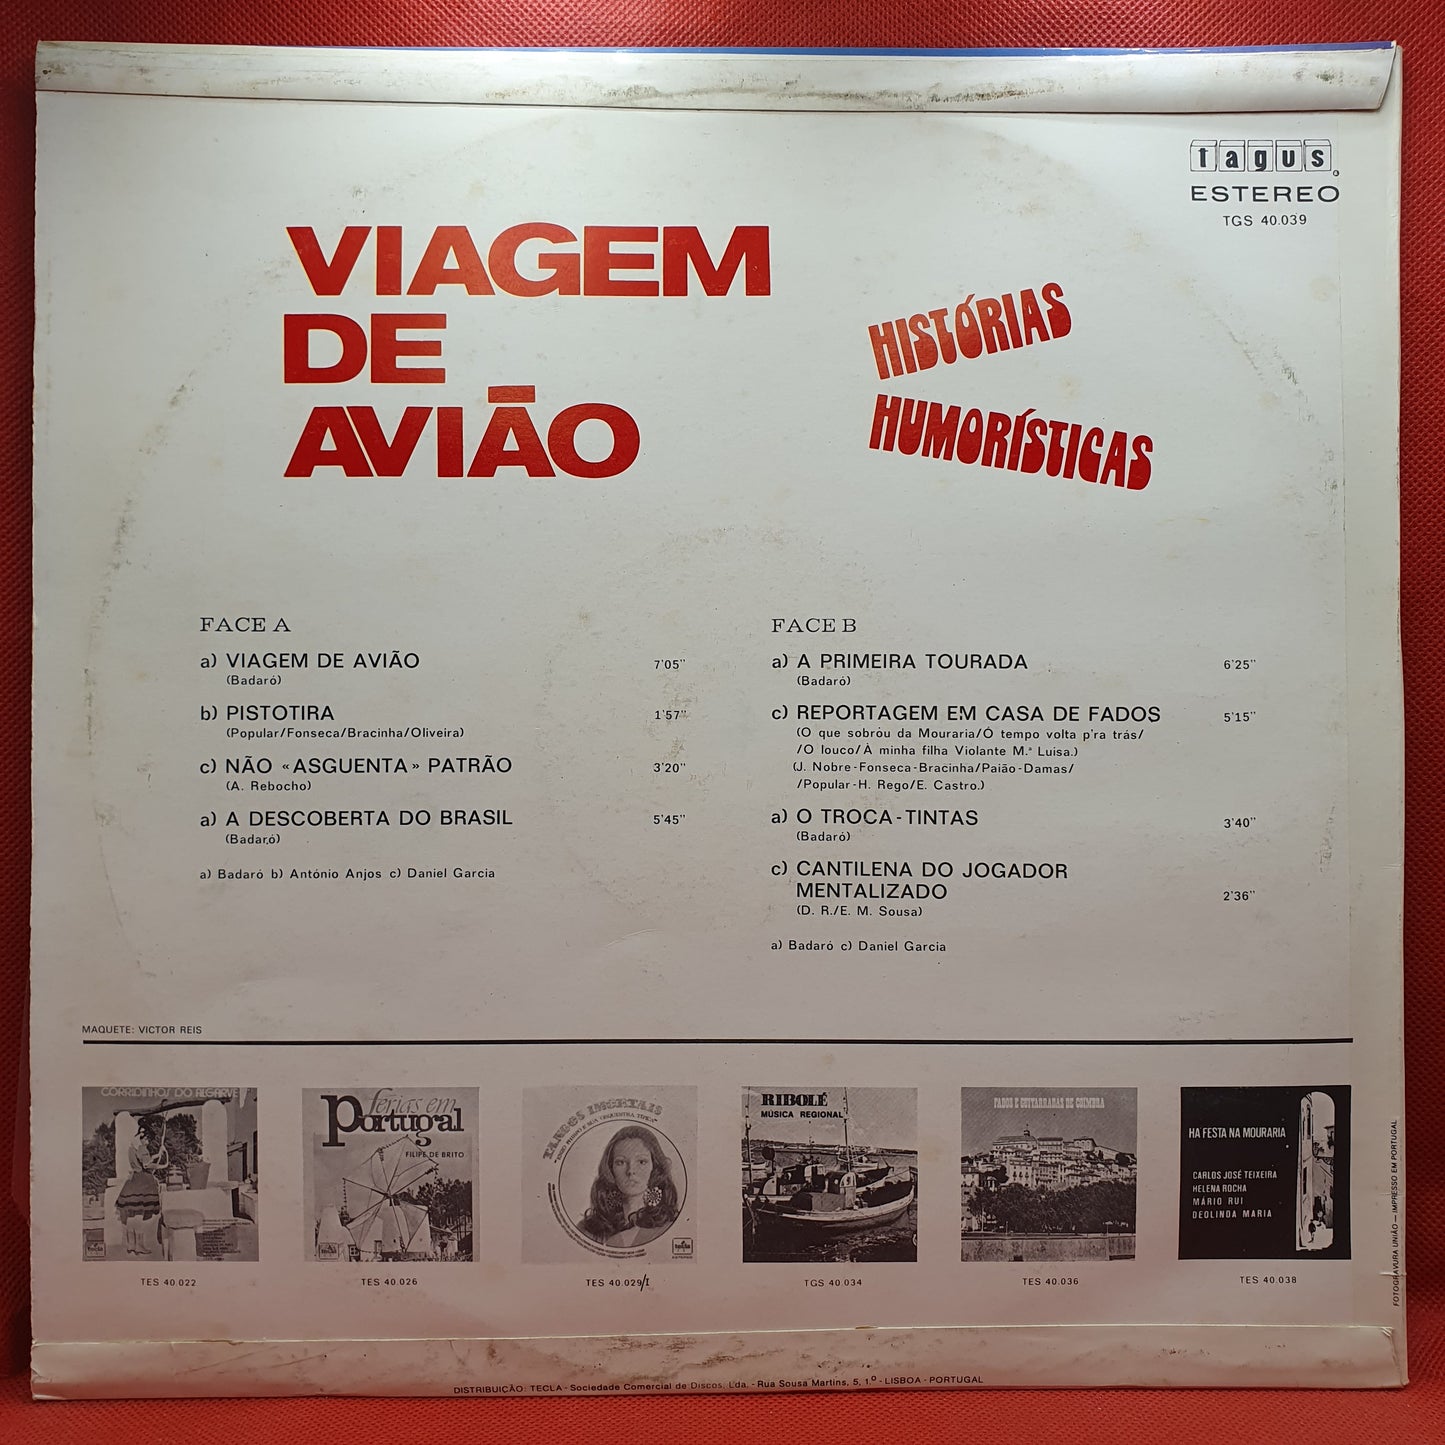 tagus
ESTEREO
TGS 40.039
VIAGEM
DE
AVIÃO
HISTÓRIAS
HUMORÍSTICAS
FACE A
a) VIAGEM DE AVIÃO 7'05''
(Badaró)
b) PISTOTIRA 1'57''
(Popular/Fonseca/Bracinha/Oliveira)
c) NÃO «ASGUENTA» PATRÃO 3'20''
(A. Rebocho)
a) A DESCOBERTA DO BRASIL 5'45''
(Badaró)
a) Badaró b) António Anjos c) Daniel Garcia
FACE B
a) A PRIMEIRA TOURADA 6'25''
(Badaró)
c) REPORTAGEM EM CASA DE FADOS 5'15''
(O que sobrou da Mouraria/Ó tempo volta p'ra trás/
/O louco/À minha filha Violante M.ª Luisa.)
(J. Nobre-Fonseca-Bracinha/Paião-Damas/
/Popular-H. Rego/E. Castro.)
a) O TROCA-TINTAS 3'40''
(Badaró)
c) CANTILENA DO JOGADOR
MENTALIZADO 2'36''
(D. R./E. M. Sousa)
a) Badaró c) Daniel Garcia
MAQUETE: VICTOR REIS
CORRIDINHOS DO ALGARVE
férias em
Portugal
FILIPE DE BRITO
TANGOS IMORTAIS
RIBOLÉ
MÚSICA REGIONAL
FADOS E GUITARRADAS DE COIMBRA
HÁ FESTA NA MOURARIA
CARLOS JOSÉ TEIXEIRA
HELENA ROCHA
MÁRIO RUI
DEOLINDA MARIA
TES 40.022
TES 40.026
TES 40.029/I
TGS 40.034
TES 40.036
TES 40.038
FOTOGRAVURA UNIÃO — IMPRESSO EM PORTUGAL
DISTRIBUIÇÃO: TECLA - Sociedade Comercial de Discos, Lda. - Rua Sousa Martins, 5, 1.º - LISBOA - PORTUGAL